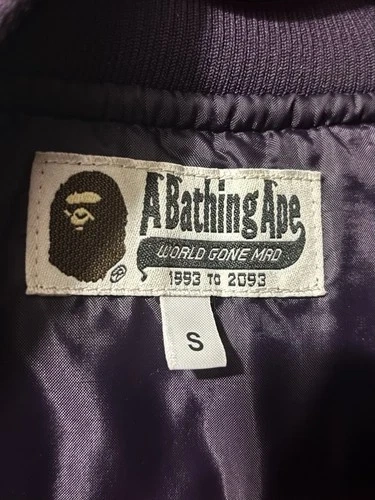 A Bathing Ape
WORLD GONE MAD
1993 TO 2093
®
S